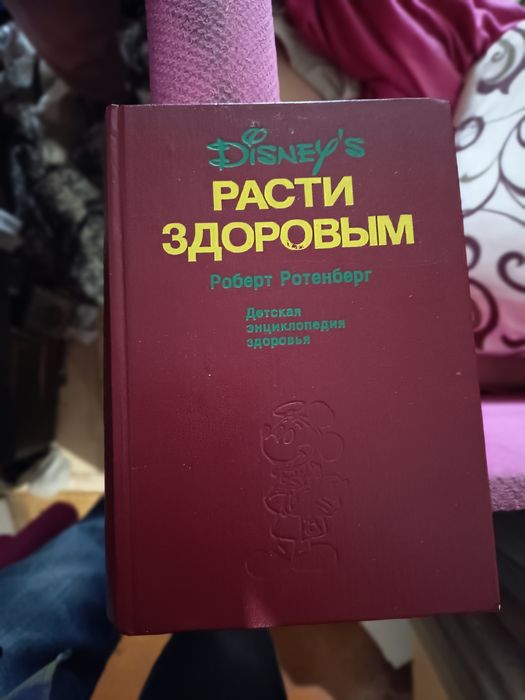 Disney's
РАСТИ
ЗДОРОВЫМ
Роберт Ротенберг
Детская
энциклопедия
здоровья